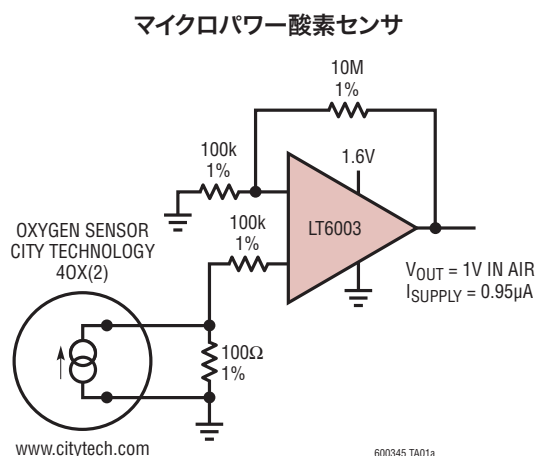 マイクロパワー酸素センサ
10M
1%
100k
1%
1.6V
100k
1%
LT6003
OXYGEN SENSOR
CITY TECHNOLOGY
4OX(2)
VOUT = 1V IN AIR
ISUPPLY = 0.95µA
100Ω
1%
www.citytech.com
600345 TA01a